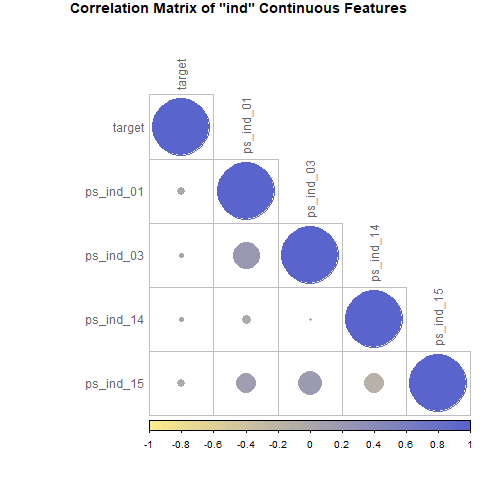 Correlation Matrix of "ind" Continuous Features
target
ps_ind_01
ps_ind_03
ps_ind_14
ps_ind_15
target
ps_ind_01
ps_ind_03
ps_ind_14
ps_ind_15
-1 -0.8 -0.6 -0.4 -0.2 0 0.2 0.4 0.6 0.8 1